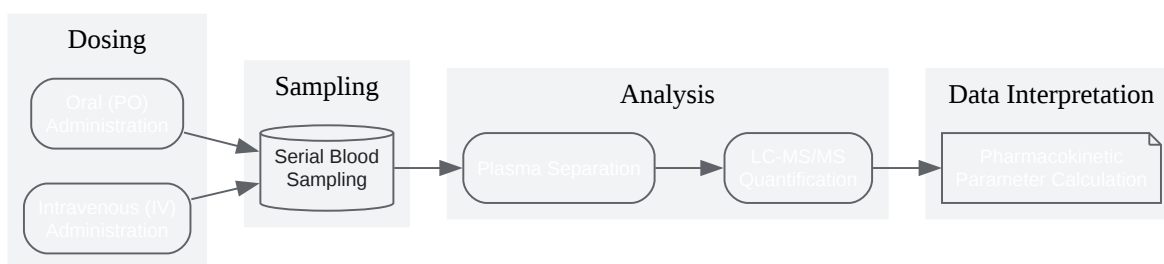 Dosing
Oral (PO)
Administration
Intravenous (IV)
Administration
Sampling
Serial Blood
Sampling
Analysis
Plasma Separation
LC-MS/MS
Quantification
Data Interpretation
Pharmacokinetic
Parameter Calculation